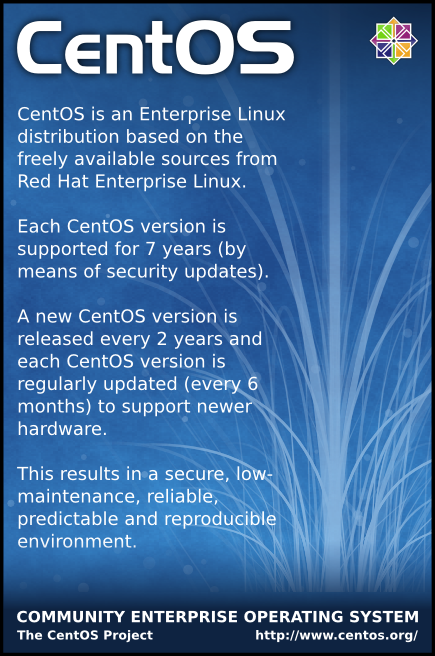 CentOS
CentOS is an Enterprise Linux
distribution based on the
freely available sources from
Red Hat Enterprise Linux.
Each CentOS version is
supported for 7 years (by
means of security updates).
A new CentOS version is
released every 2 years and
each CentOS version is
regularly updated (every 6
months) to support newer
hardware.
This results in a secure, low-
maintenance, reliable,
predictable and reproducible
environment.
COMMUNITY ENTERPRISE OPERATING SYSTEM
The CentOS Project http://www.centos.org/